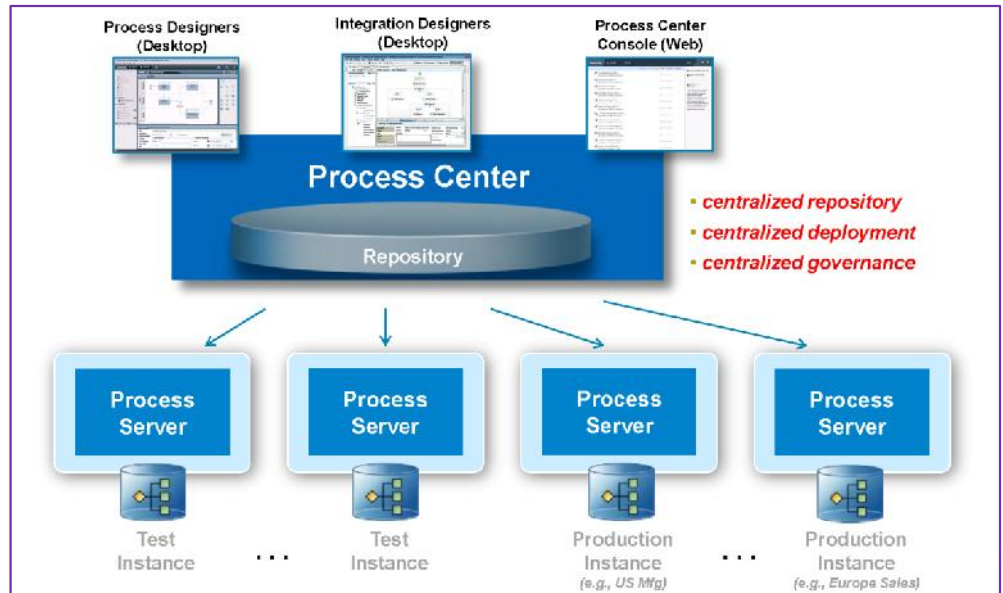 Process Designers
(Desktop)
Integration Designers
(Desktop)
Process Center
Console (Web)
Process Center
Repository
▪ centralized repository
▪ centralized deployment
▪ centralized governance
Process
Server
Process
Server
Process
Server
Process
Server
Test
Instance
...
Test
Instance
Production
Instance
(e.g., US Mfg)
...
Production
Instance
(e.g., Europe Sales)